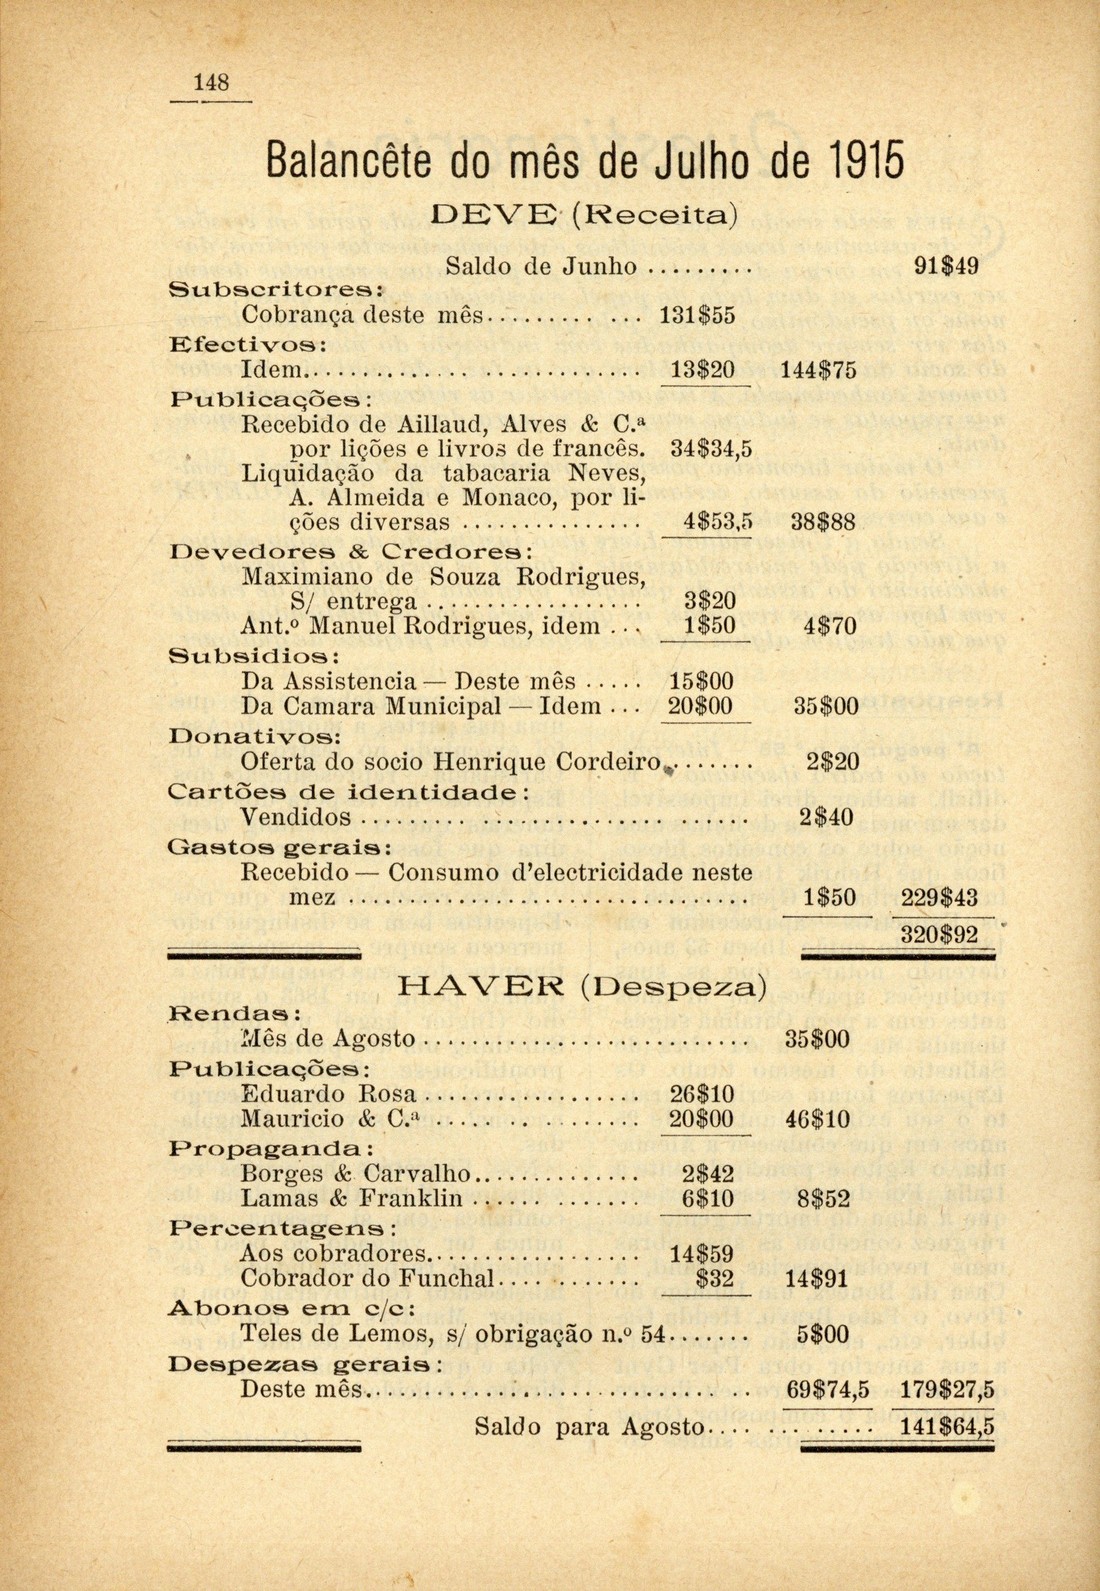 148
Balancête do mês de Julho de 1915
DEVE (Receita)
Saldo de Junho ......... 91$49
Subscritores:
Cobrança deste mês............. 131$55
Efectivos:
Idem............................ 13$20 144$75
Publicações:
Recebido de Aillaud, Alves & C.ª
por lições e livros de francês. 34$34,5
Liquidação da tabacaria Neves,
A. Almeida e Monaco, por li-
ções diversas ............... 4$53,5 38$88
Devedores & Credores:
Maximiano de Souza Rodrigues,
S/ entrega .................. 3$20
Ant.º Manuel Rodrigues, idem ... 1$50 4$70
Subsidios:
Da Assistencia — Deste mês ..... 15$00
Da Camara Municipal — Idem ... 20$00 35$00
Donativos:
Oferta do socio Henrique Cordeiro........ 2$20
Cartões de identidade:
Vendidos ................................ 2$40
Gastos gerais:
Recebido — Consumo d'electricidade neste
mez ................................. 1$50 229$43
320$92
HAVER (Despeza)
Rendas:
Mês de Agosto ........................... 35$00
Publicações:
Eduardo Rosa .................. 26$10
Mauricio & C.ª ................. 20$00 46$10
Propaganda:
Borges & Carvalho.............. 2$42
Lamas & Franklin .............. 6$10 8$52
Percentagens:
Aos cobradores.................. 14$59
Cobrador do Funchal............ $32 14$91
Abonos em c/c:
Teles de Lemos, s/ obrigação n.º 54....... 5$00
Despezas gerais:
Deste mês................................ 69$74,5 179$27,5
Saldo para Agosto.... ... ...... 141$64,5